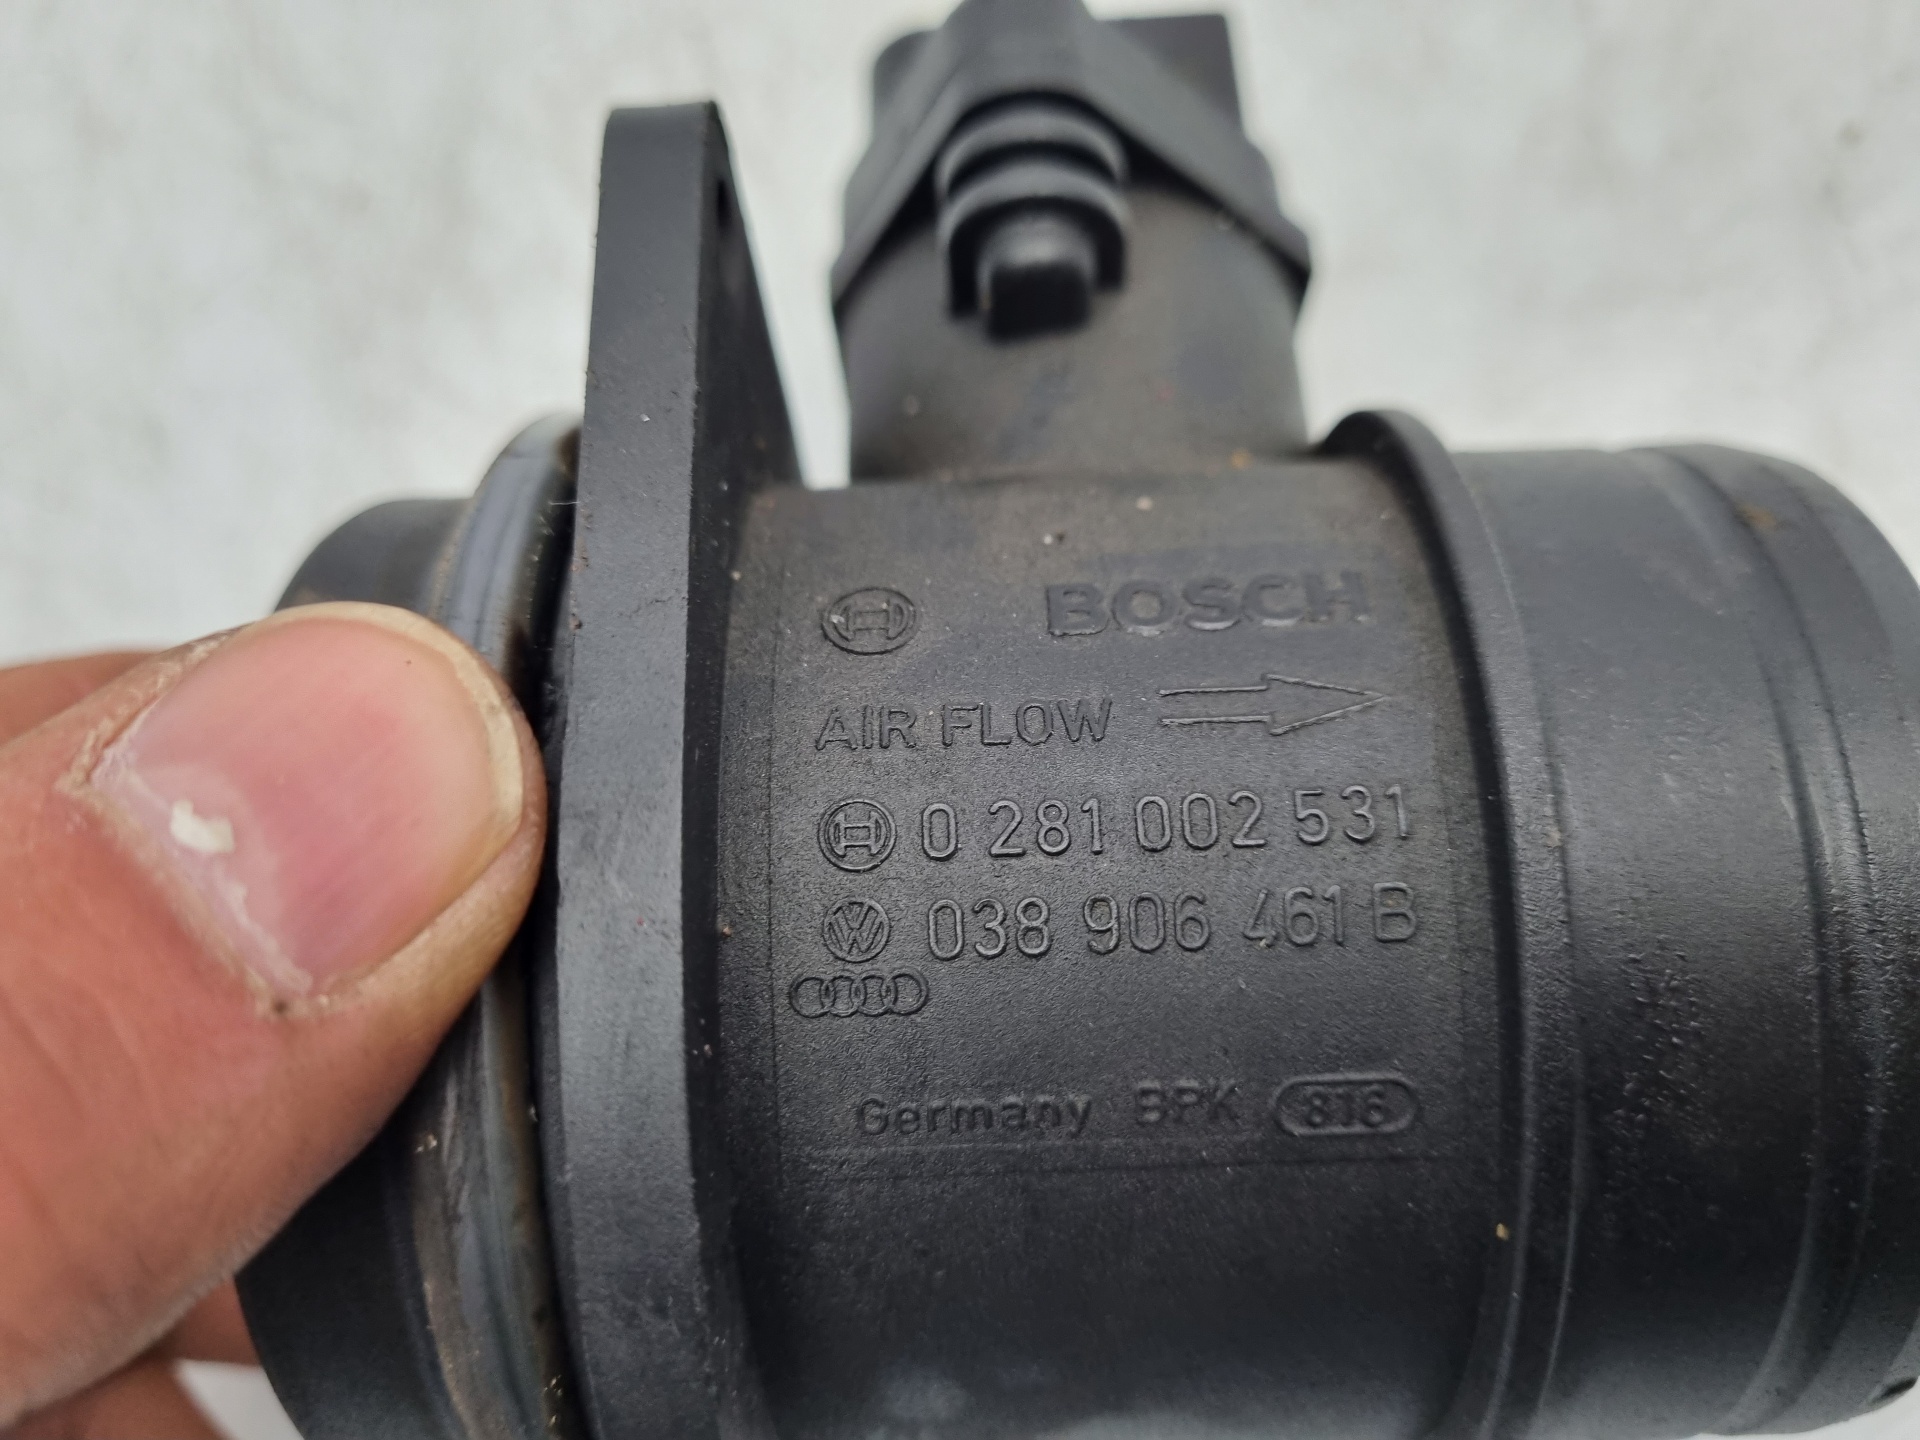 BOSCH
AIR FLOW
0 281 002 531
038 906 461 B
Germany BPK 816